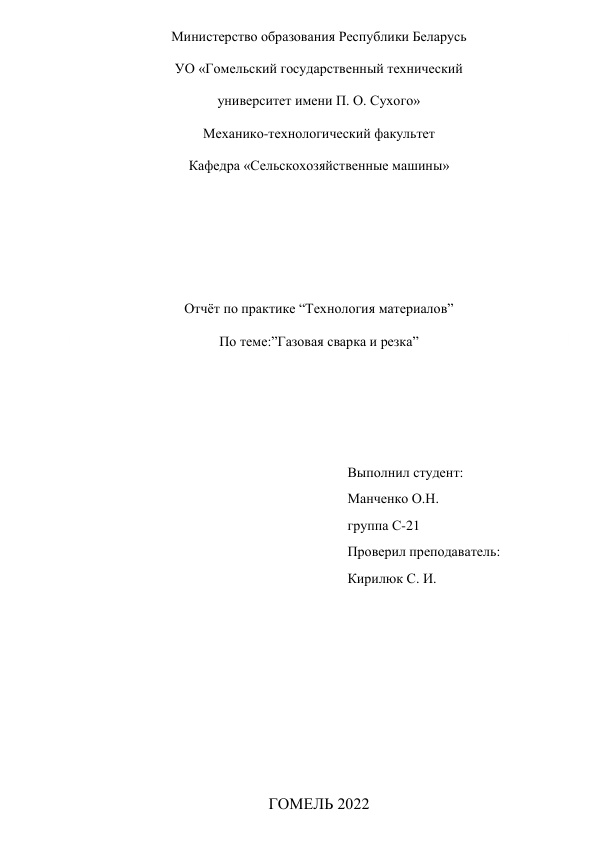 Министерство образования Республики Беларусь
УО «Гомельский государственный технический
университет имени П. О. Сухого»
Механико-технологический факультет
Кафедра «Сельскохозяйственные машины»
Отчёт по практике “Технология материалов”
По теме:”Газовая сварка и резка”
Выполнил студент:
Манченко О.Н.
группа С-21
Проверил преподаватель:
Кирилюк С. И.
ГОМЕЛЬ 2022